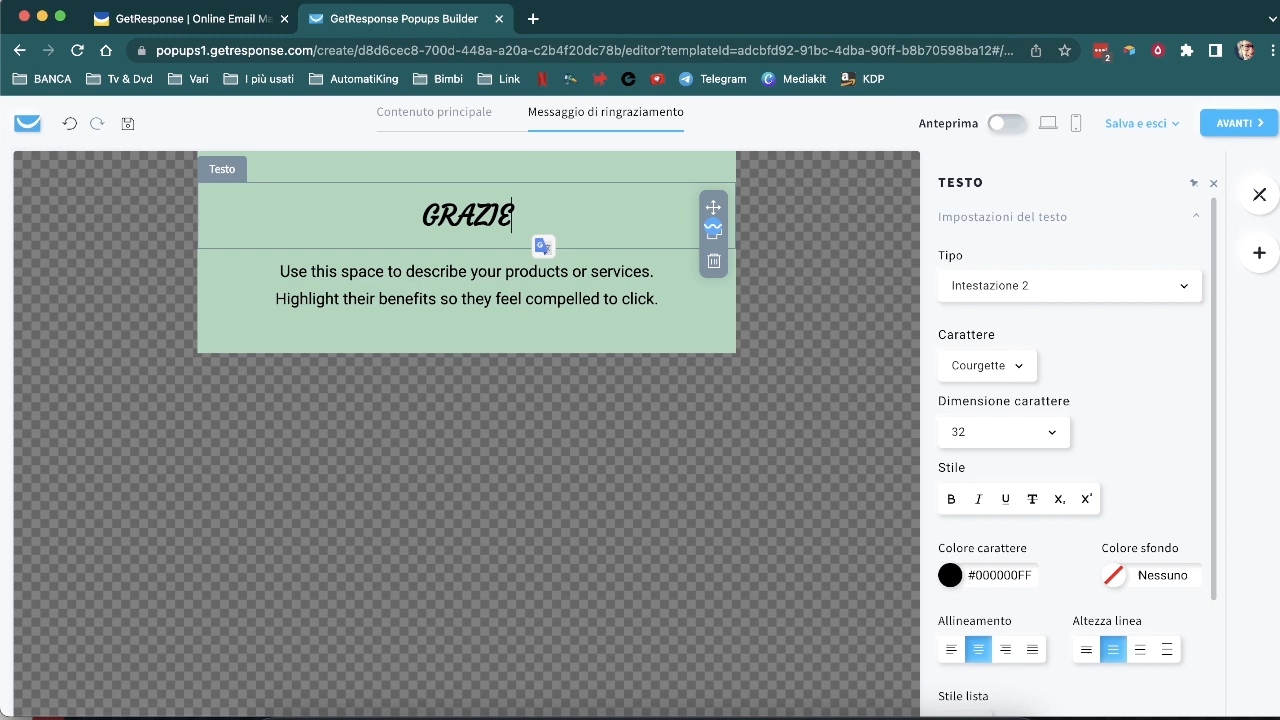 GetResponse | Online Email Ma
GetResponse Popups Builder
popups1.getresponse.com/create/d8d6cec8-700d-448a-a20a-c2b4f20dc78b/editor?templateId=adcbfd92-91bc-4dba-90ff-b8b70598ba12#/...
2
BANCA
Tv & Dvd
Vari
I più usati
AutomatiKing
Bimbi
Link
Telegram
Mediakit
KDP
Contenuto principale
Messaggio di ringraziamento
Anteprima
Salva e esci
AVANTI
Testo
GRAZIE
Use this space to describe your products or services.
Highlight their benefits so they feel compelled to click.
TESTO
Impostazioni del testo
Tipo
Intestazione 2
Carattere
Courgette
Dimensione carattere
32
Stile
B I U T X, X'
Colore carattere
Colore sfondo
#000000FF
Nessuno
Allineamento
Altezza linea
Stile lista